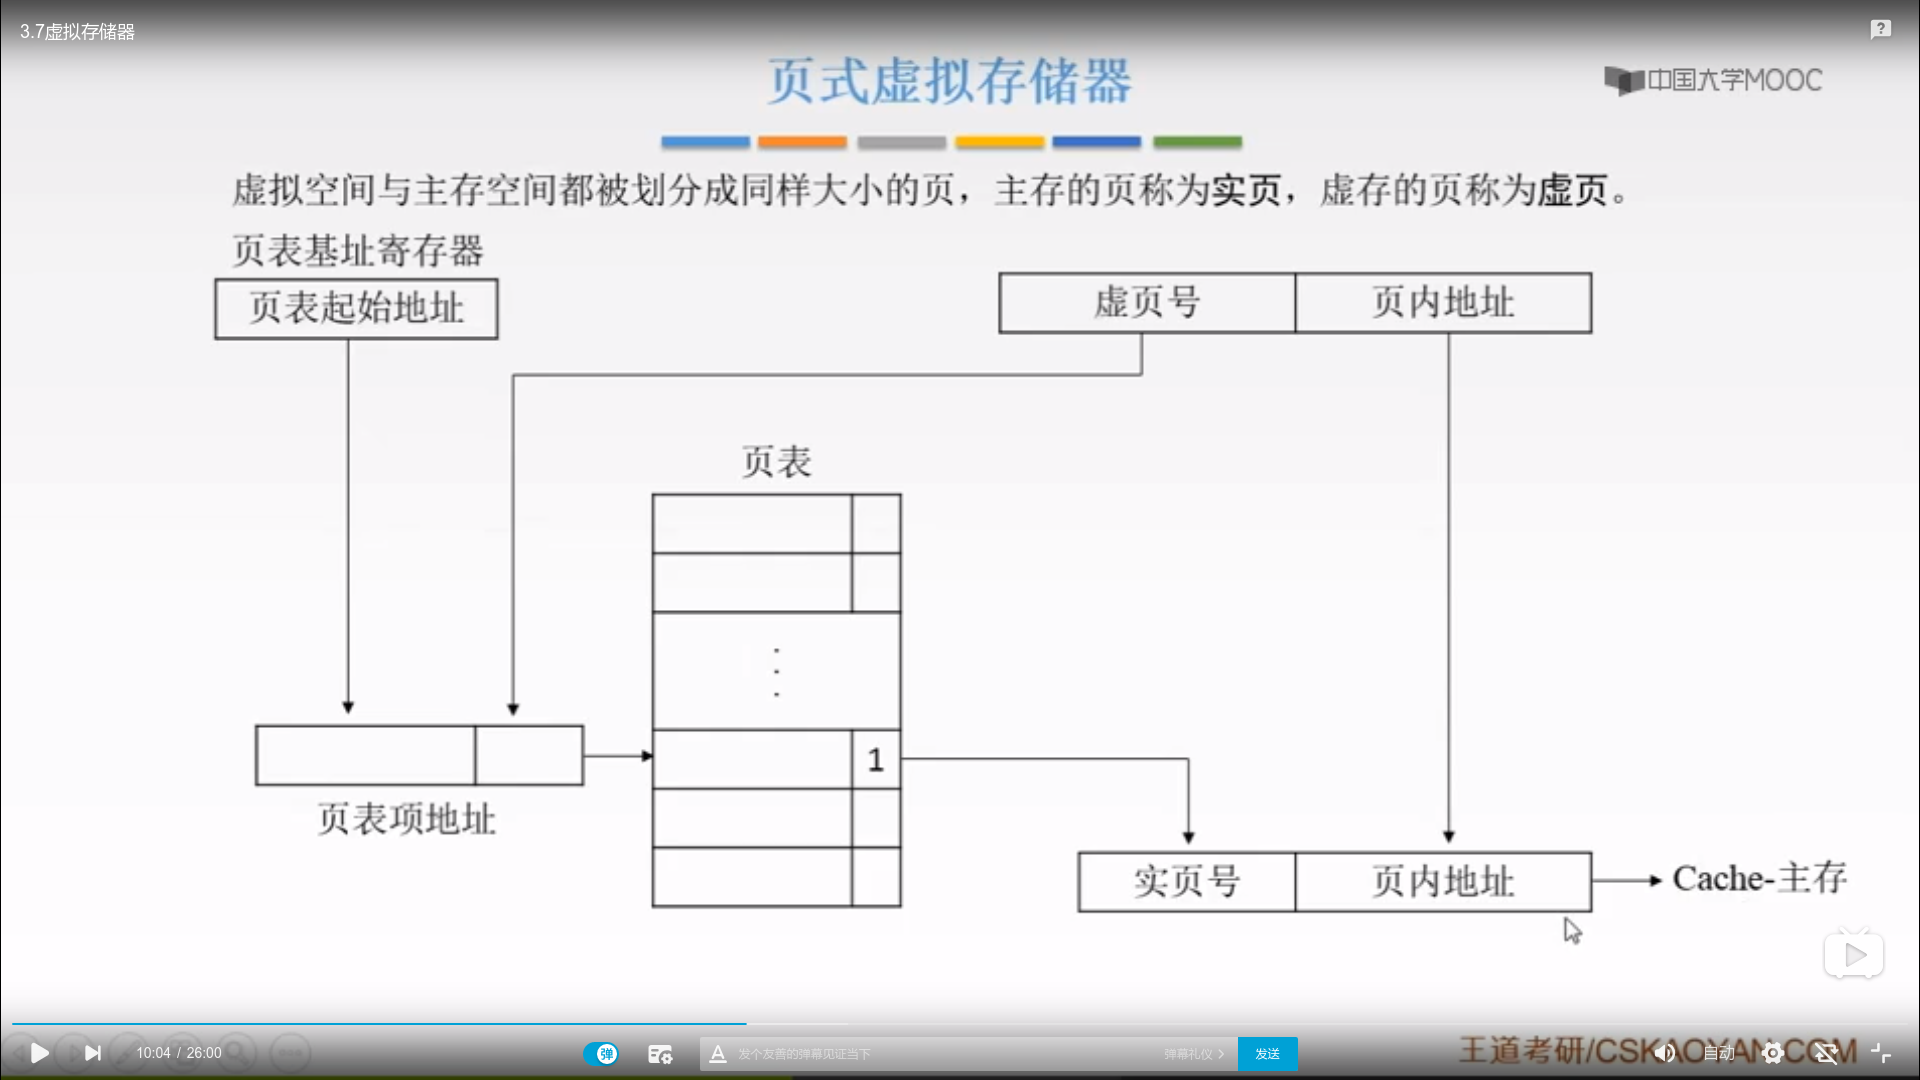 3.7虚拟存储器
页式虚拟存储器
中国大学MOOC
虚拟空间与主存空间都被划分成同样大小的页，主存的页称为实页，虚存的页称为虚页。
页表基址寄存器
页表起始地址
虚页号 页内地址
页表
1
页表项地址
实页号 页内地址
Cache-主存
王道考研/CSKAOYAN.COM
10:04 / 26:00
弹
发个友善的弹幕见证当下
弹幕礼仪
发送
自动